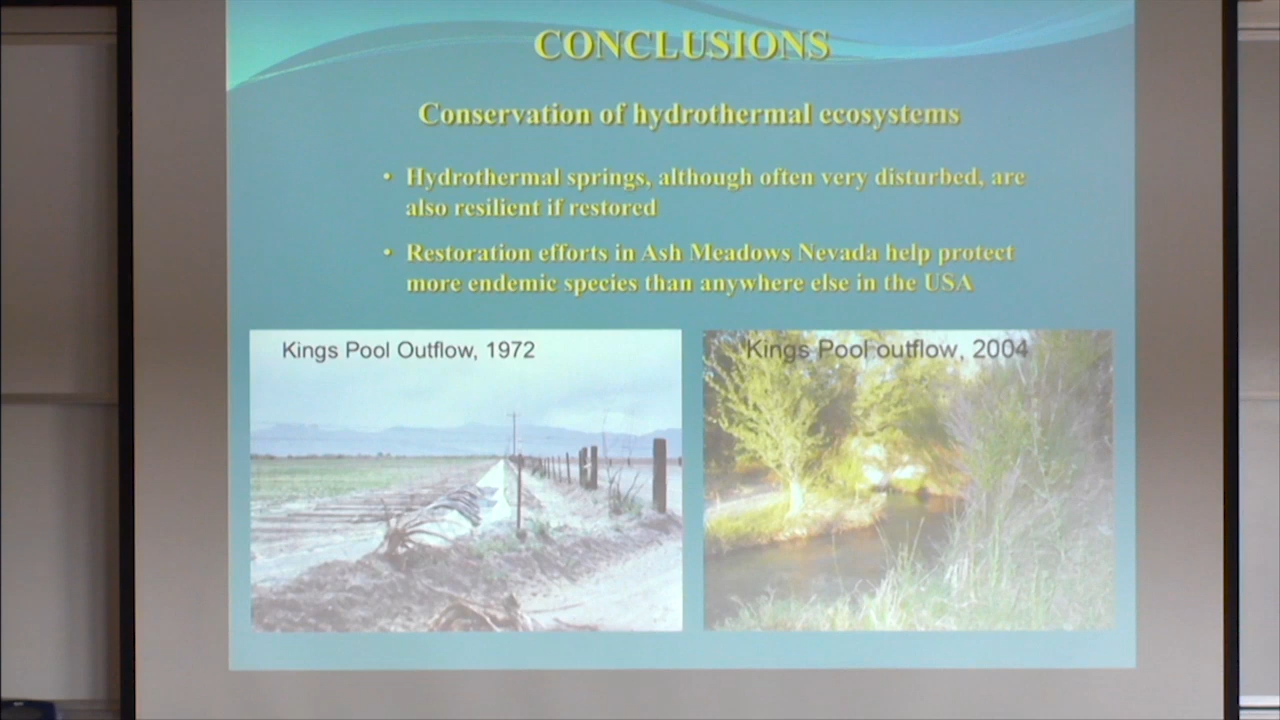 CONCLUSIONS
Conservation of hydrothermal ecosystems
• Hydrothermal springs, although often very disturbed, are
also resilient if restored
• Restoration efforts in Ash Meadows Nevada help protect
more endemic species than anywhere else in the USA
Kings Pool Outflow, 1972
Kings Pool outflow, 2004